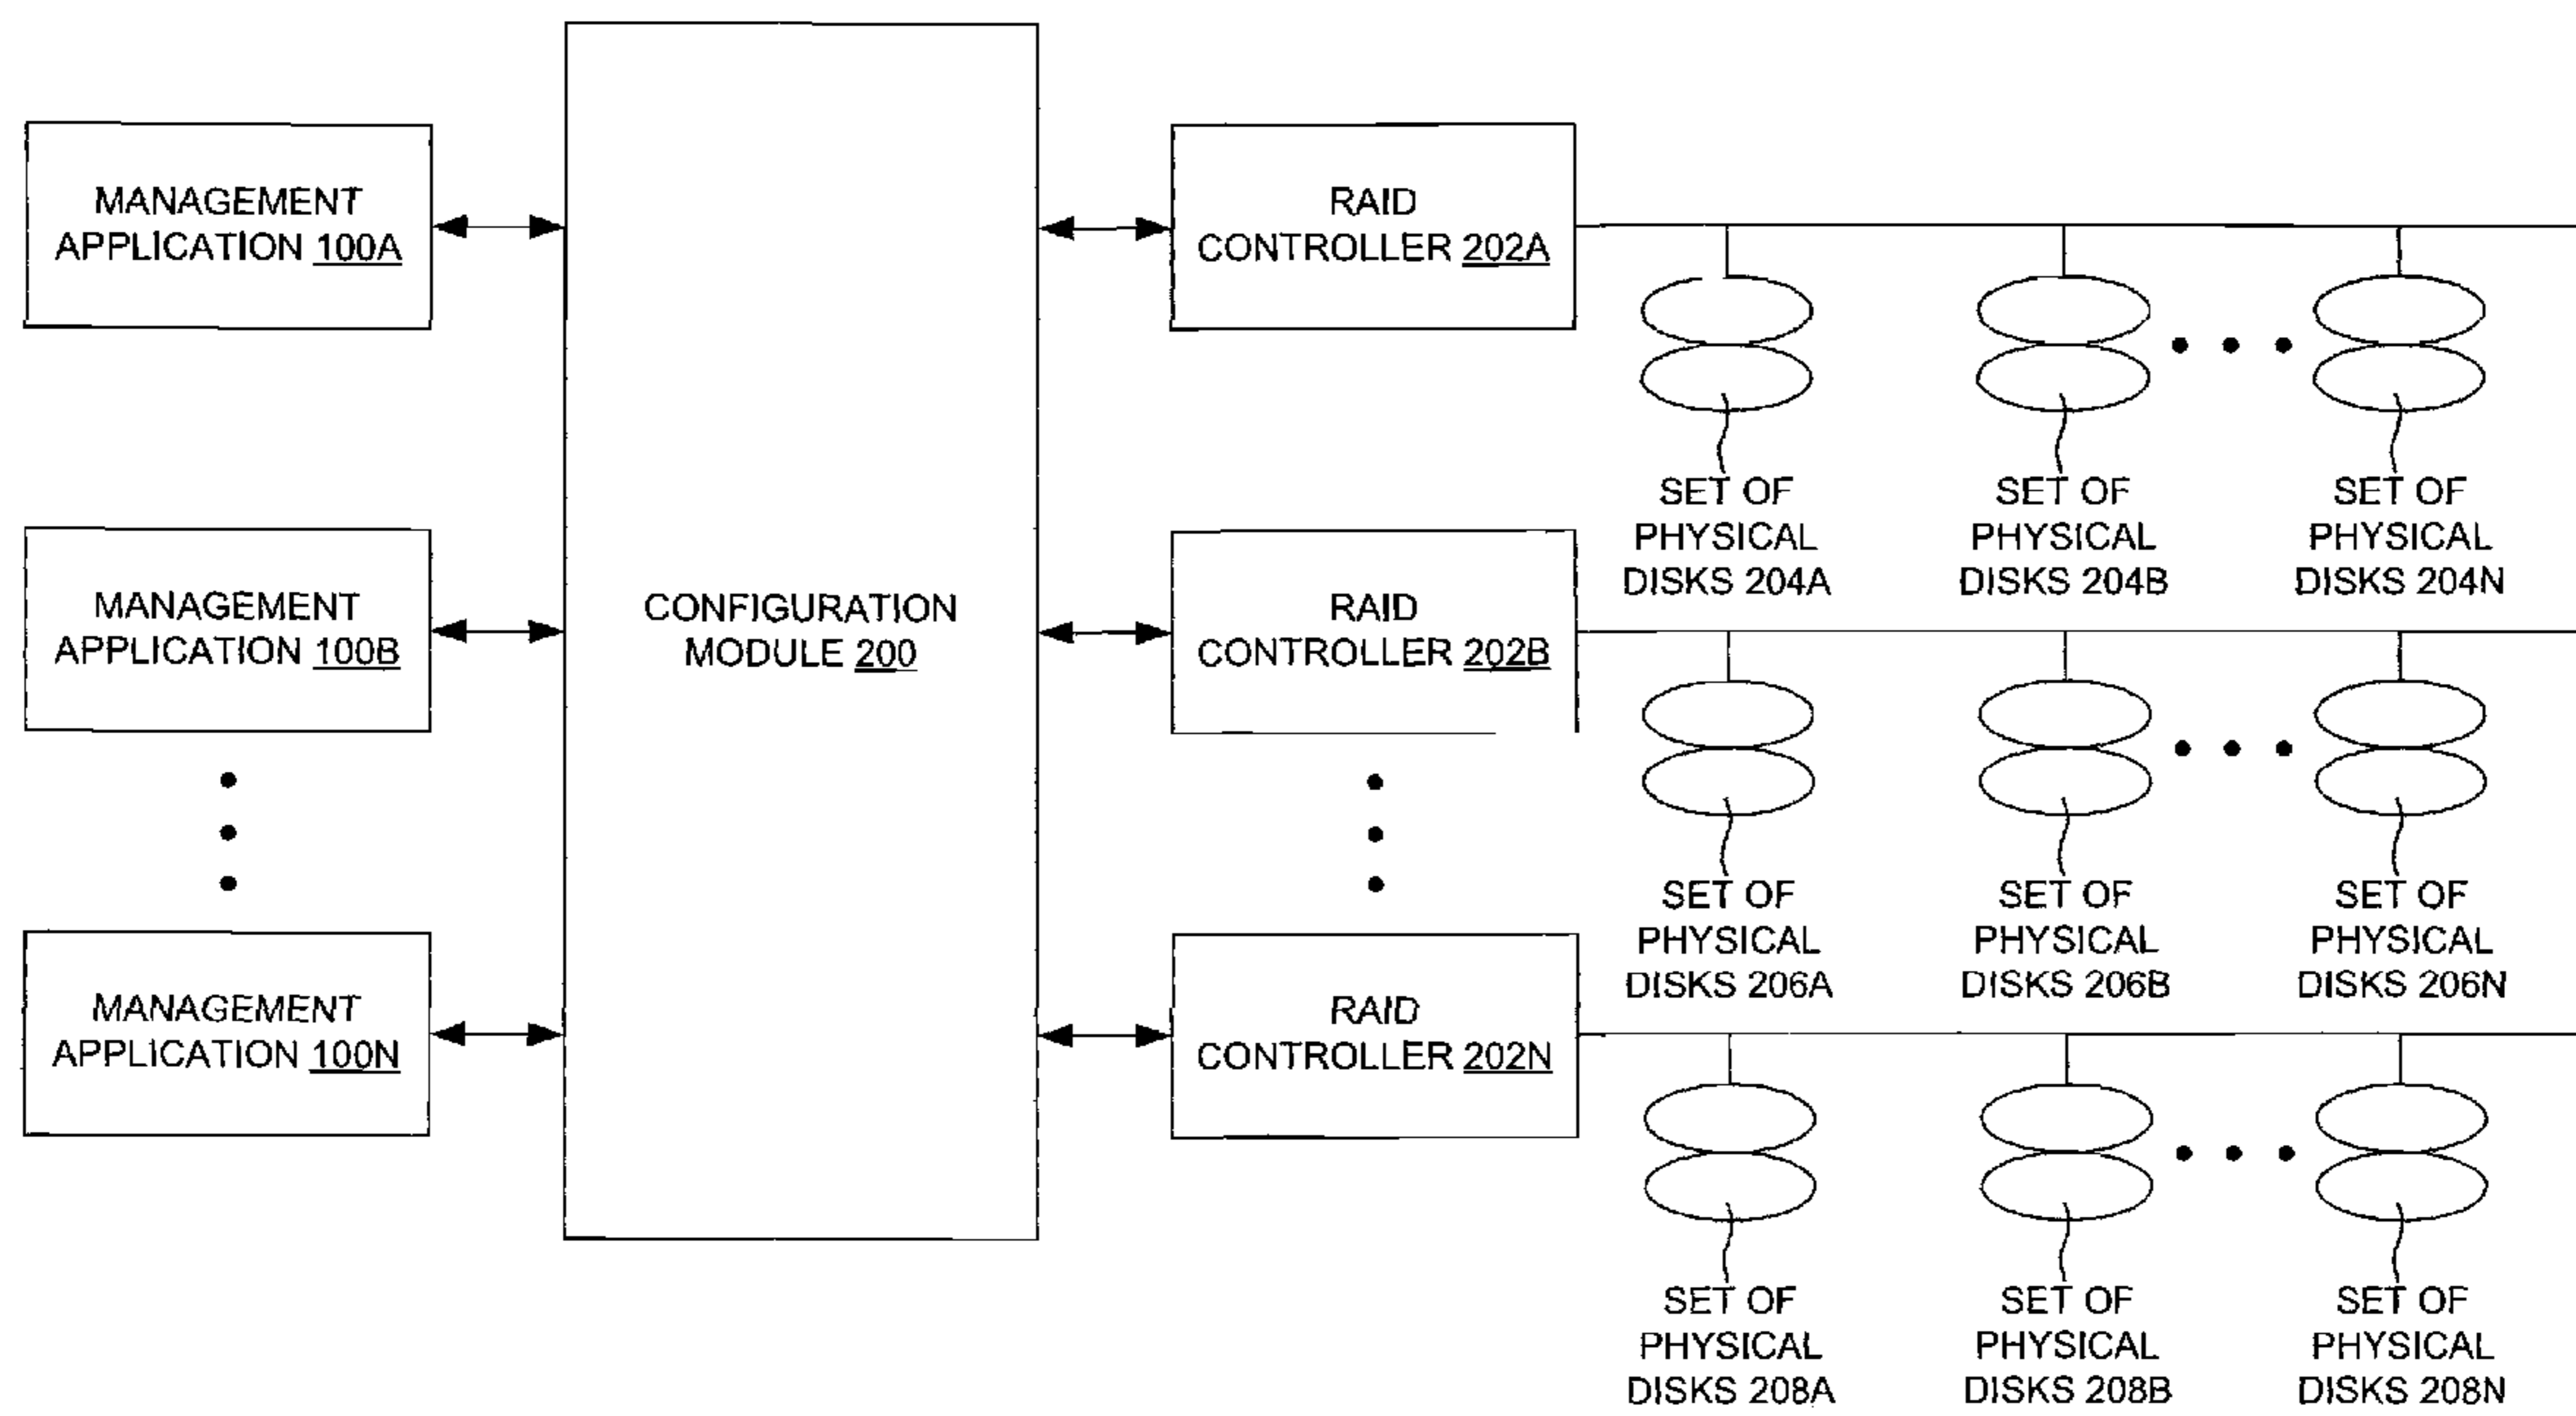 MANAGEMENT
APPLICATION 100A
MANAGEMENT
APPLICATION 100B
MANAGEMENT
APPLICATION 100N
CONFIGURATION
MODULE 200
RAID
CONTROLLER 202A
RAID
CONTROLLER 202B
RAID
CONTROLLER 202N
SET OF
PHYSICAL
DISKS 204A
SET OF
PHYSICAL
DISKS 204B
SET OF
PHYSICAL
DISKS 204N
SET OF
PHYSICAL
DISKS 206A
SET OF
PHYSICAL
DISKS 206B
SET OF
PHYSICAL
DISKS 206N
SET OF
PHYSICAL
DISKS 208A
SET OF
PHYSICAL
DISKS 208B
SET OF
PHYSICAL
DISKS 208N